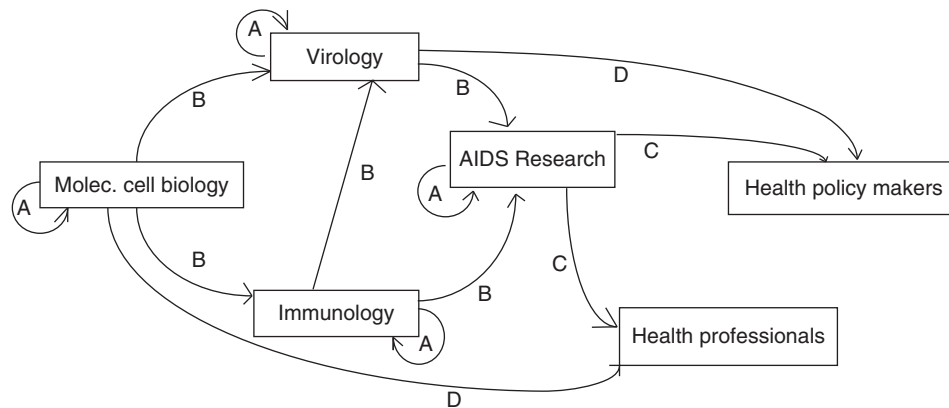 A
Virology
D
B
B
AIDS Research
C
B
Molec. cell biology
A
A
Health policy makers
B
C
B
Immunology
A
Health professionals
D